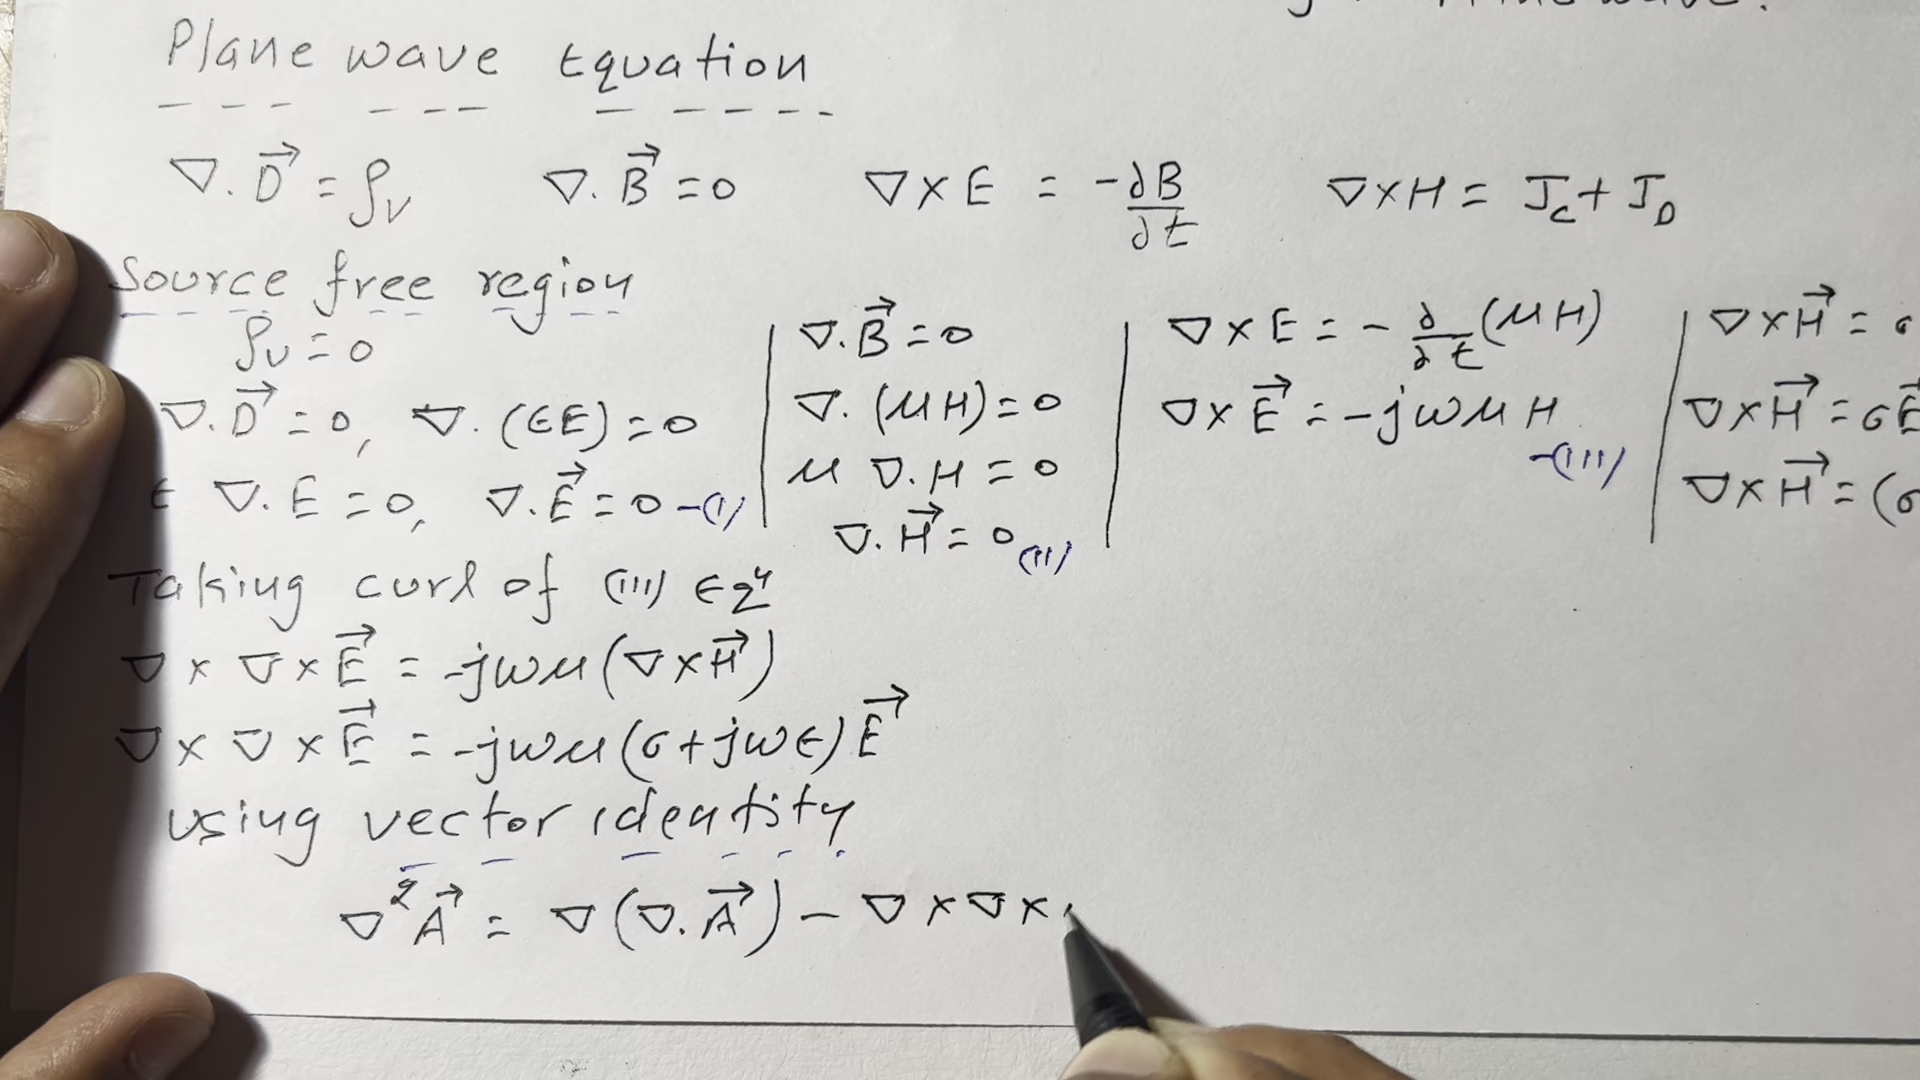 Plane wave Equation
∇.D⃗ = ρv   ∇.B⃗ = 0   ∇×E = -∂B/∂t   ∇×H = Jc + JD
Source free region
ρv = 0
∇.D⃗ = 0, ∇.(ϵE) = 0
ϵ ∇.E = 0, ∇.E⃗ = 0 -(i)
∇.B⃗ = 0
∇.(μH) = 0
μ ∇.H = 0
∇.H⃗ = 0 (ii)
∇×E = -∂/∂t(μH)
∇×E⃗ = -jωμH
-(iii)
∇×H⃗ =
∇×H⃗ = σE⃗
∇×H⃗ = (σ
Taking curl of (iii) Eqⁿ
∇×∇×E⃗ = -jωμ(∇×H⃗)
∇×∇×E⃗ = -jωμ(σ+jωϵ)E⃗
using vector identity
∇²A⃗ = ∇(∇.A⃗) - ∇×∇×